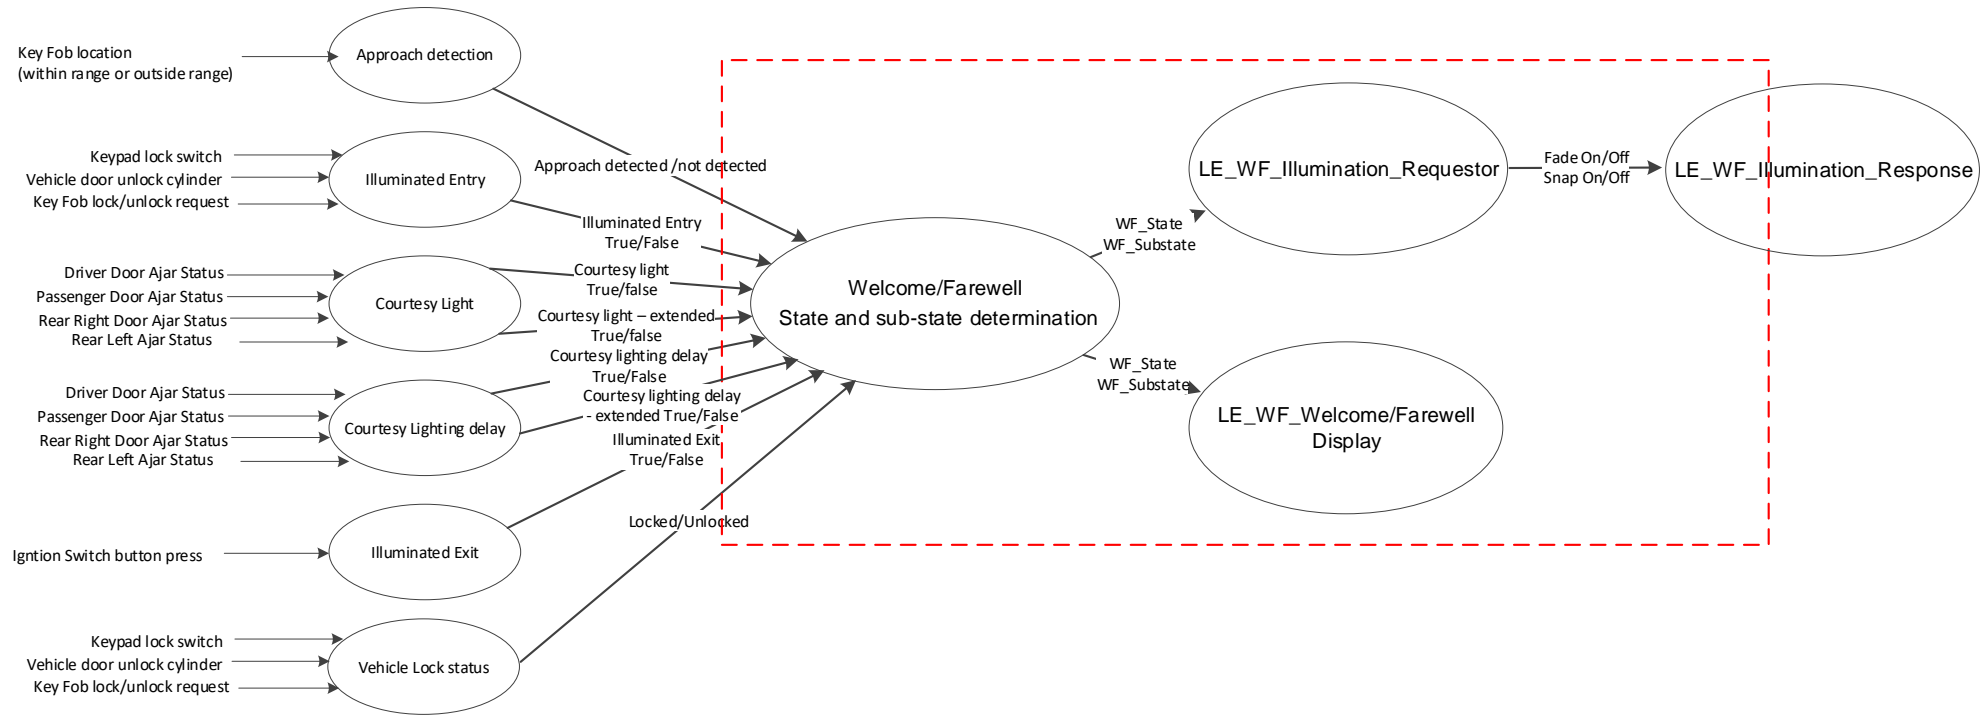 Key Fob location
(within range or outside range)
Approach detection
Approach detected /not detected
Keypad lock switch
Vehicle door unlock cylinder
Key Fob lock/unlock request
Illuminated Entry
Illuminated Entry
True/False
Driver Door Ajar Status
Passenger Door Ajar Status
Rear Right Door Ajar Status
Rear Left Ajar Status
Courtesy Light
Courtesy light
True/false
Courtesy light – extended
True/false
Driver Door Ajar Status
Passenger Door Ajar Status
Rear Right Door Ajar Status
Rear Left Ajar Status
Courtesy Lighting delay
Courtesy lighting delay
True/False
Courtesy lighting delay
- extended True/False
Igntion Switch button press
Illuminated Exit
Illuminated Exit
True/False
Keypad lock switch
Vehicle door unlock cylinder
Key Fob lock/unlock request
Vehicle Lock status
Locked/Unlocked
Welcome/Farewell
State and sub-state determination
WF_State
WF_Substate
WF_State
WF_Substate
LE_WF_Illumination_Requestor
Fade On/Off
Snap On/Off
LE_WF_Illumination_Response
LE_WF_Welcome/Farewell
Display